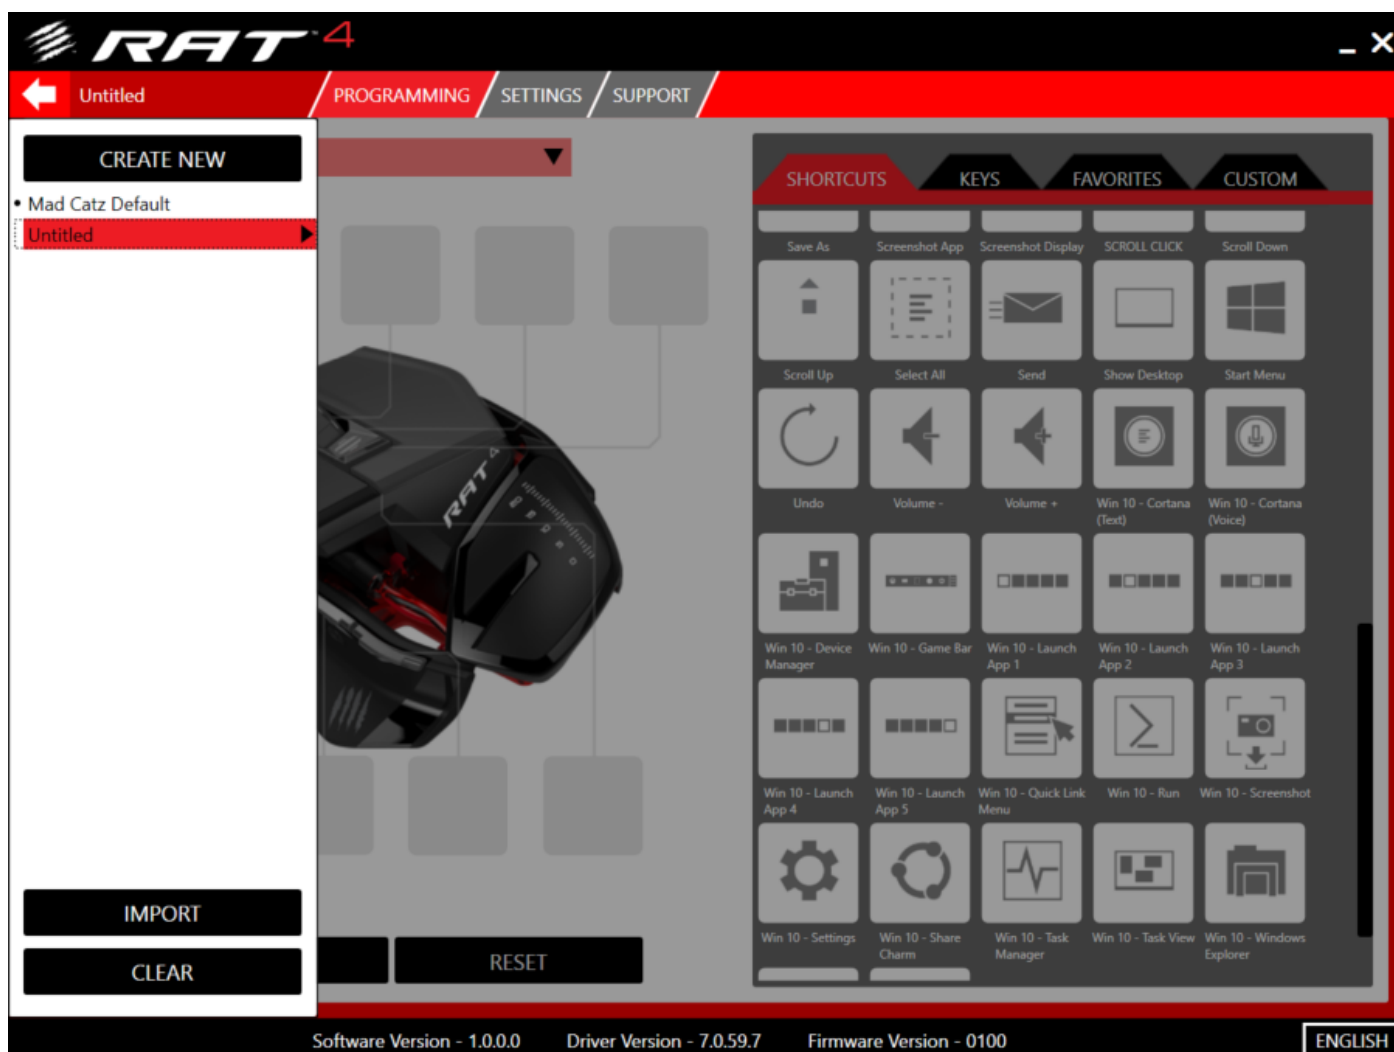 RAT 4
Untitled
PROGRAMMING
SETTINGS
SUPPORT
CREATE NEW
• Mad Catz Default
Untitled
IMPORT
CLEAR
RAT 4
RESET
SHORTCUTS
KEYS
FAVORITES
CUSTOM
Save As
Screenshot App
Screenshot Display
SCROLL CLICK
Scroll Down
Scroll Up
Select All
Send
Show Desktop
Start Menu
Undo
Volume -
Volume +
Win 10 - Cortana
(Text)
Win 10 - Cortana
(Voice)
Win 10 - Device
Manager
Win 10 - Game Bar
Win 10 - Launch
App 1
Win 10 - Launch
App 2
Win 10 - Launch
App 3
Win 10 - Launch
App 4
Win 10 - Launch
App 5
Win 10 - Quick Link
Menu
Win 10 - Run
Win 10 - Screenshot
Win 10 - Settings
Win 10 - Share
Charm
Win 10 - Task
Manager
Win 10 - Task View
Win 10 - Windows
Explorer
Software Version - 1.0.0.0
Driver Version - 7.0.59.7
Firmware Version - 0100
ENGLISH